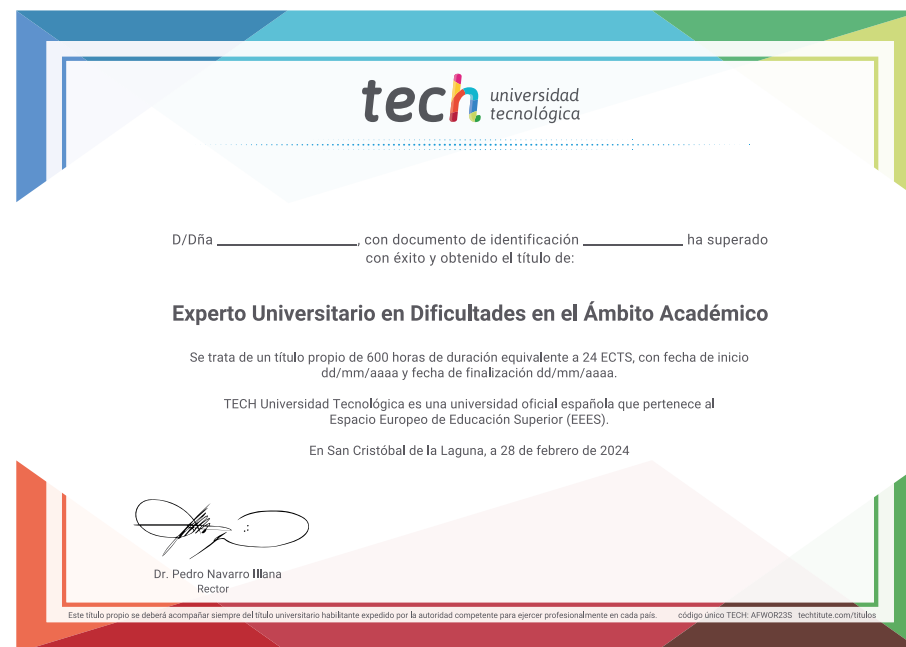 tech universidad
tecnológica
D/Dña ______________, con documento de identificación __________ ha superado
con éxito y obtenido el título de:
Experto Universitario en Dificultades en el Ámbito Académico
Se trata de un título propio de 600 horas de duración equivalente a 24 ECTS, con fecha de inicio
dd/mm/aaaa y fecha de finalización dd/mm/aaaa.
TECH Universidad Tecnológica es una universidad oficial española que pertenece al
Espacio Europeo de Educación Superior (EEES).
En San Cristóbal de la Laguna, a 28 de febrero de 2024
Dr. Pedro Navarro Illana
Rector
Este título propio se deberá acompañar siempre del título universitario habilitante expedido por la autoridad competente para ejercer profesionalmente en cada país. código único TECH: AFWOR23S techtitute.com/titulos